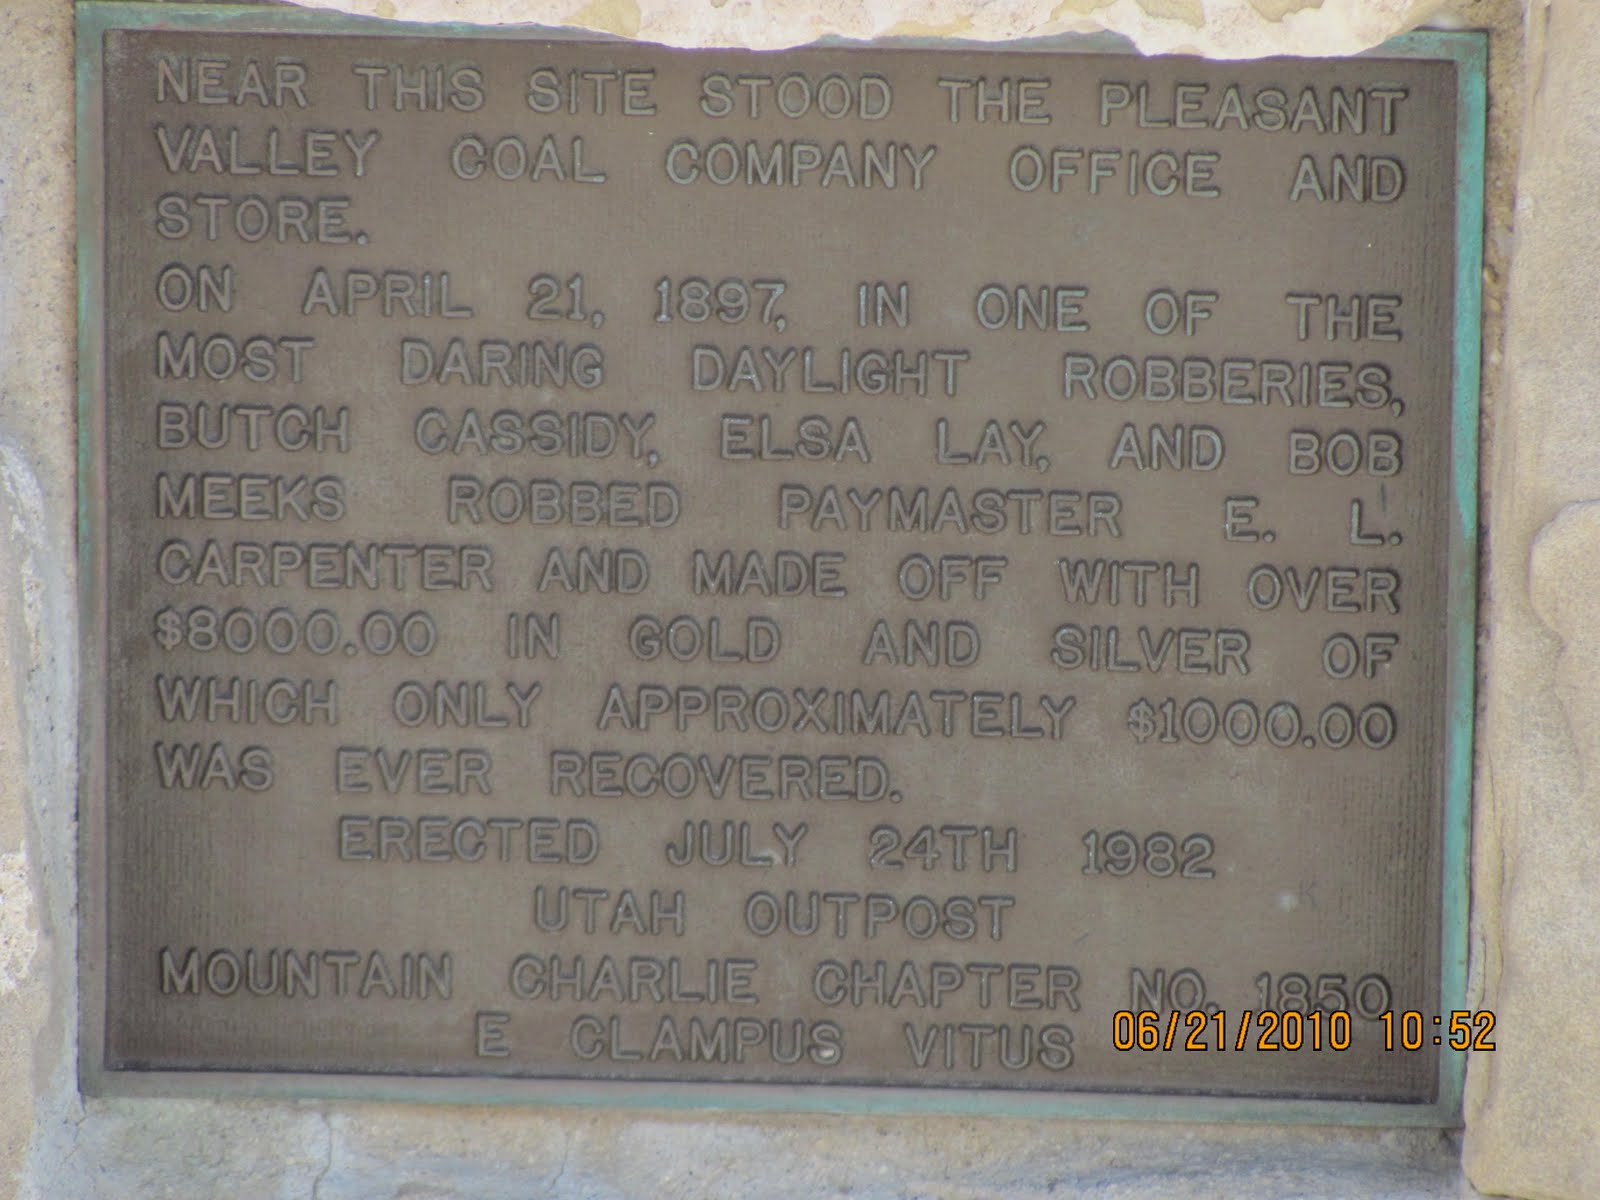 NEAR THIS SITE STOOD THE PLEASANT
VALLEY COAL COMPANY OFFICE AND
STORE.
ON APRIL 21, 1897, IN ONE OF THE
MOST DARING DAYLIGHT ROBBERIES,
BUTCH CASSIDY, ELSA LAY, AND BOB
MEEKS ROBBED PAYMASTER E. L.
CARPENTER AND MADE OFF WITH OVER
$8000.00 IN GOLD AND SILVER OF
WHICH ONLY APPROXIMATELY $1000.00
WAS EVER RECOVERED.
ERECTED JULY 24TH 1982
UTAH OUTPOST
MOUNTAIN CHARLIE CHAPTER NO. 1850
E CLAMPUS VITUS
06/21/2010 10:52